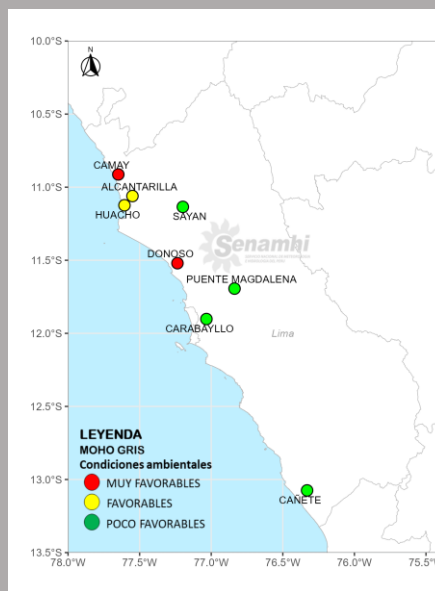 10.0°S
N
10.5°S
CAMAY
11.0°S
ALCANTARILLA
HUACHO
SAYAN
DONOSO
Senamhi
11.5°S
PUENTE MAGDALENA
12.0°S
CARABAYLLO
Lima
12.5°S
LEYENDA
MOHO GRIS
Condiciones ambientales
MUY FAVORABLES
FAVORABLES
POCO FAVORABLES
13.0°S
CAÑETE
13.5°S
78.0°W 77.5°W 77.0°W 76.5°W 76.0°W